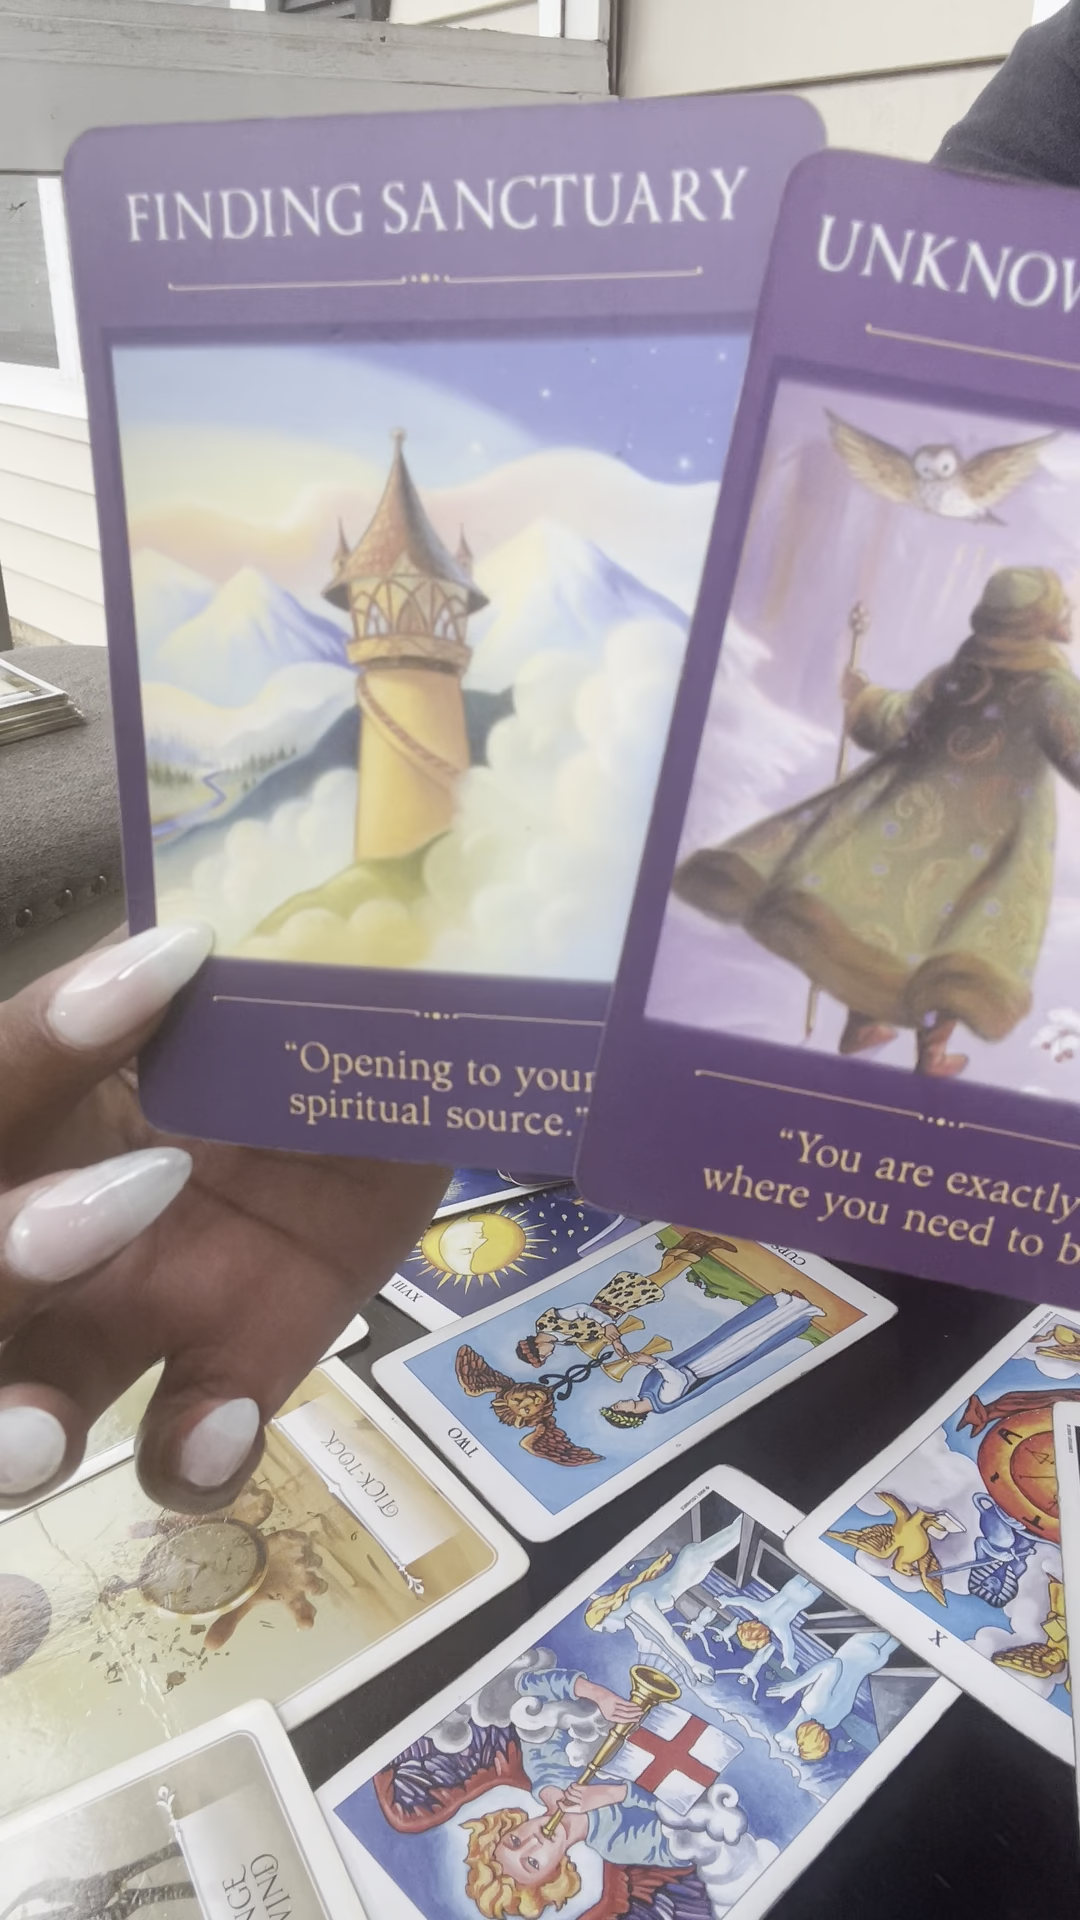 FINDING SANCTUARY
"Opening to your
spiritual source."
"You are exactly
where you need to
XVIII
CUPS
TWO
TICK-TOCK
X